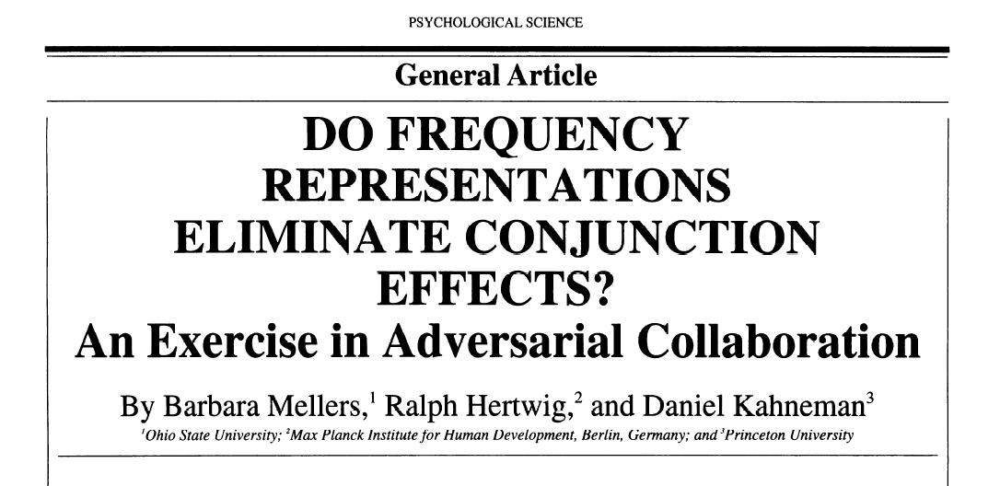 PSYCHOLOGICAL SCIENCE
General Article
DO FREQUENCY
REPRESENTATIONS
ELIMINATE CONJUNCTION
EFFECTS?
An Exercise in Adversarial Collaboration
By Barbara Mellers,¹ Ralph Hertwig,² and Daniel Kahneman³
¹Ohio State University; ²Max Planck Institute for Human Development, Berlin, Germany; and ³Princeton University